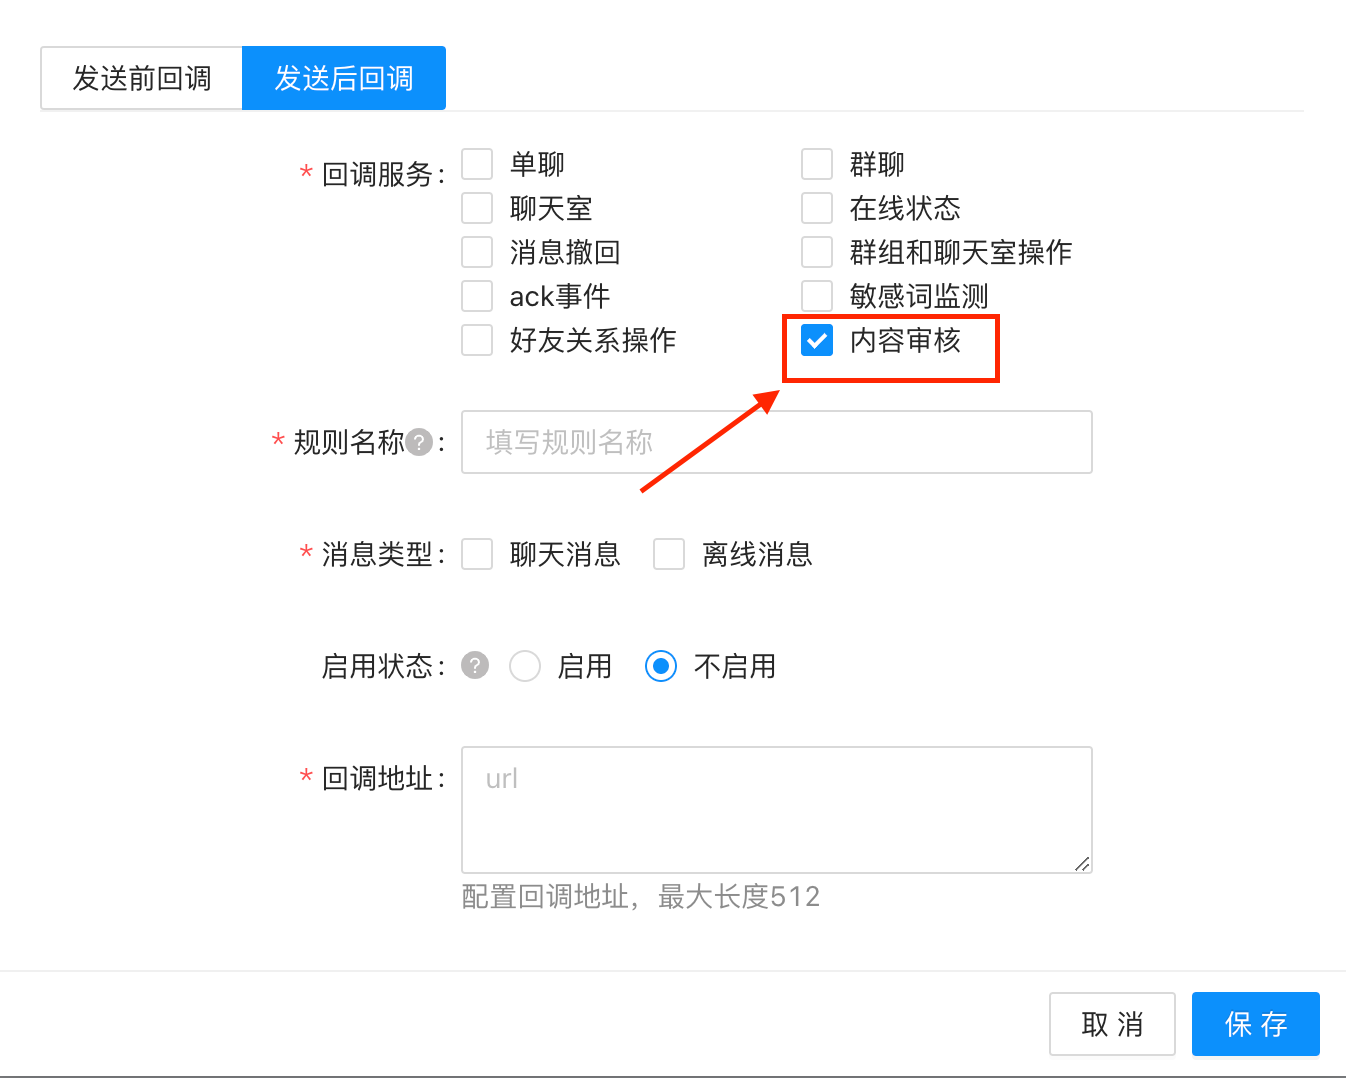 发送前回调 发送后回调
* 回调服务: 单聊 群聊
聊天室 在线状态
消息撤回 群组和聊天室操作
ack事件 敏感词监测
好友关系操作 内容审核
* 规则名称?: 填写规则名称
* 消息类型: 聊天消息 离线消息
启用状态: ? 启用 不启用
* 回调地址: url
配置回调地址，最大长度512
取 消 保 存